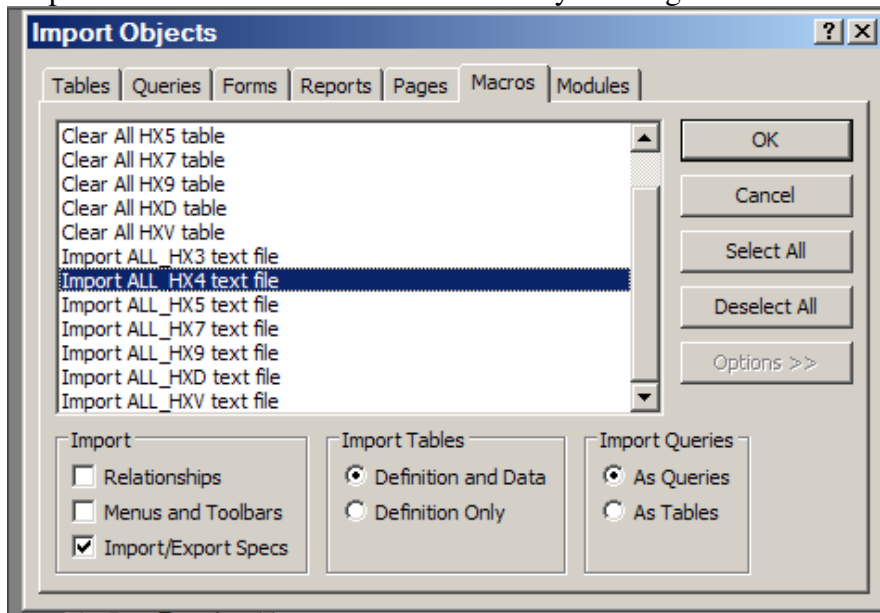 Import Objects
Tables Queries Forms Reports Pages Macros Modules
Clear All HX5 table
Clear All HX7 table
Clear All HX9 table
Clear All HXD table
Clear All HXV table
Import ALL_HX3 text file
Import ALL_HX4 text file
Import ALL_HX5 text file
Import ALL_HX7 text file
Import ALL_HX9 text file
Import ALL_HXD text file
Import ALL_HXV text file
OK
Cancel
Select All
Deselect All
Options >>
Import
Relationships
Menus and Toolbars
Import/Export Specs
Import Tables
Definition and Data
Definition Only
Import Queries
As Queries
As Tables